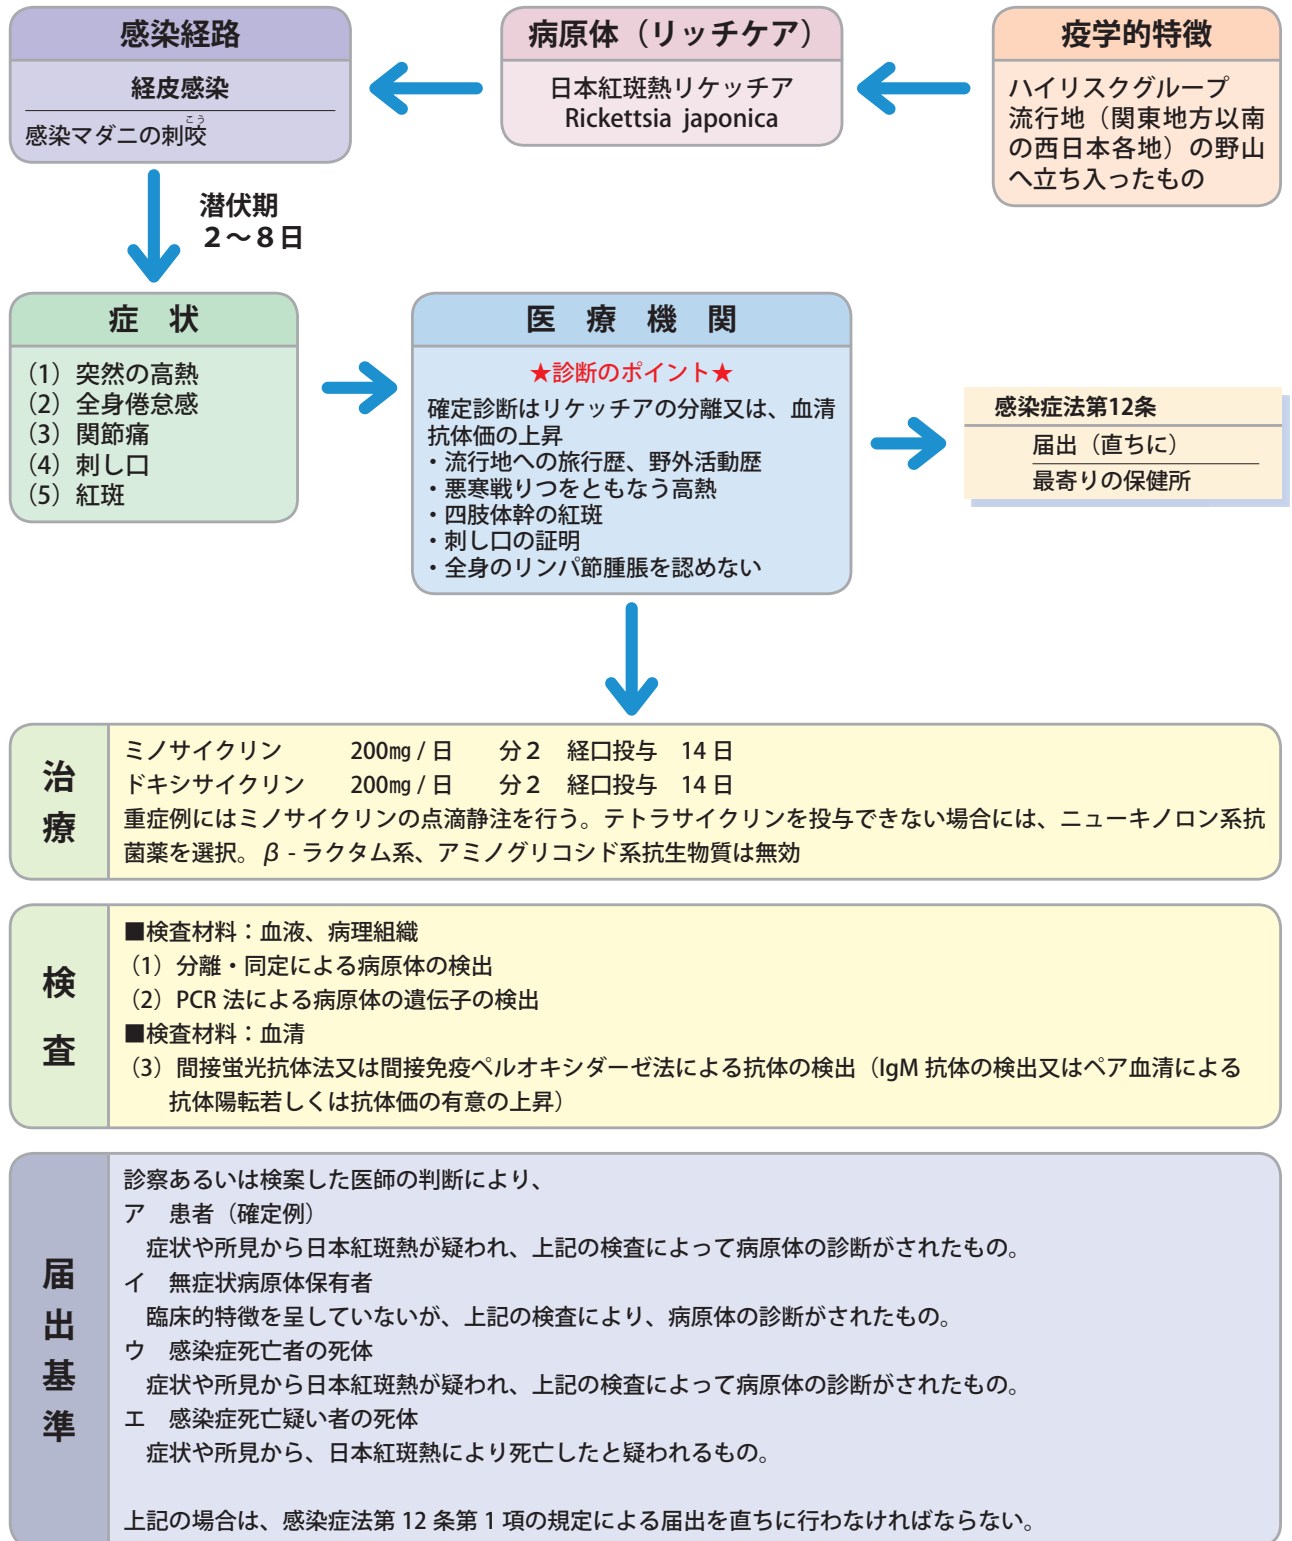 感染経路
経皮感染
こう
感染マダニの刺咬
病原体（リッチケア）
日本紅斑熱リケッチア
Rickettsia japonica
疫学的特徴
ハイリスクグループ
流行地（関東地方以南
の西日本各地）の野山
へ立ち入ったもの
潜伏期
２〜８日
症　状
（1）突然の高熱
（2）全身倦怠感
（3）関節痛
（4）刺し口
（5）紅斑
医　療　機　関
★診断のポイント★
確定診断はリケッチアの分離又は、血清
抗体価の上昇
・流行地への旅行歴、野外活動歴
・悪寒戦りつをともなう高熱
・四肢体幹の紅斑
・刺し口の証明
・全身のリンパ節腫脹を認めない
感染症法第12条
届出（直ちに）
最寄りの保健所
治療
ミノサイクリン　　　200㎎ / 日　　分２　経口投与　14 日
ドキシサイクリン　　200㎎ / 日　　分２　経口投与　14 日
重症例にはミノサイクリンの点滴静注を行う。テトラサイクリンを投与できない場合には、ニューキノロン系抗
菌薬を選択。β - ラクタム系、アミノグリコシド系抗生物質は無効
検査
■検査材料：血液、病理組織
（1）分離・同定による病原体の検出
（2）PCR 法による病原体の遺伝子の検出
■検査材料：血清
（3）間接蛍光抗体法又は間接免疫ペルオキシダーゼ法による抗体の検出（IgM 抗体の検出又はペア血清による
抗体陽転若しくは抗体価の有意の上昇）
届出基準
診察あるいは検案した医師の判断により、
ア　患者（確定例）
症状や所見から日本紅斑熱が疑われ、上記の検査によって病原体の診断がされたもの。
イ　無症状病原体保有者
臨床的特徴を呈していないが、上記の検査により、病原体の診断がされたもの。
ウ　感染症死亡者の死体
症状や所見から日本紅斑熱が疑われ、上記の検査によって病原体の診断がされたもの。
エ　感染症死亡疑い者の死体
症状や所見から、日本紅斑熱により死亡したと疑われるもの。
上記の場合は、感染症法第 12 条第 1 項の規定による届出を直ちに行わなければならない。